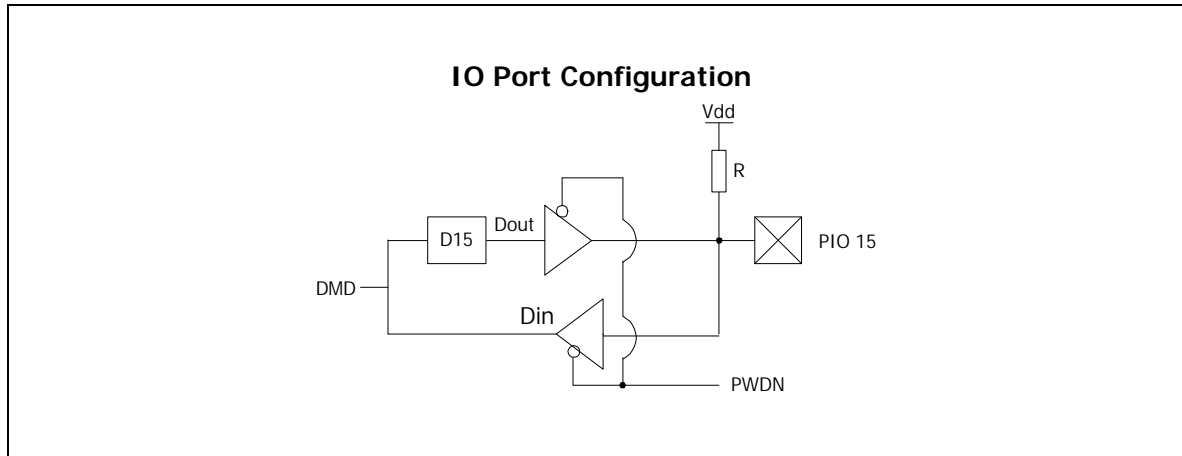 IO Port Configuration
Vdd
R
Dout
D15
PIO 15
DMD
Din
PWDN